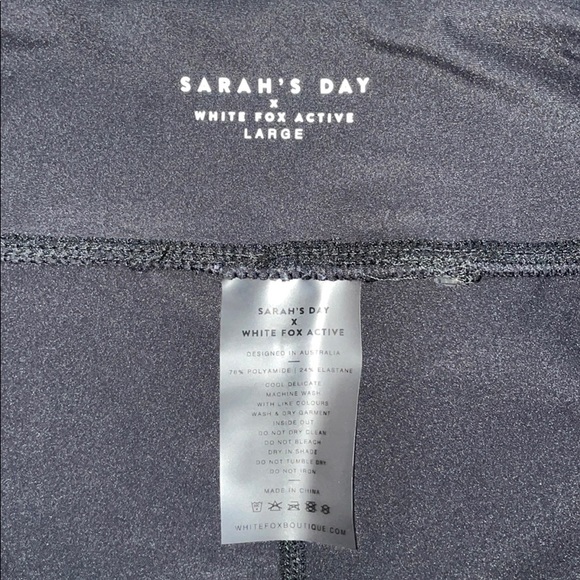 SARAH'S DAY
X
WHITE FOX ACTIVE
LARGE
SARAH'S DAY
X
WHITE FOX ACTIVE
DESIGNED IN AUSTRALIA
76% POLYAMIDE | 24% ELASTANE
COOL DELICATE
MACHINE WASH
WITH LIKE COLOURS
WASH & DRY GARMENT
INSIDE OUT
DO NOT DRY CLEAN
DO NOT BLEACH
DRY IN SHADE
DO NOT TUMBLE DRY
DO NOT IRON
MADE IN CHINA
WHITEFOXBOUTIQUE.COM